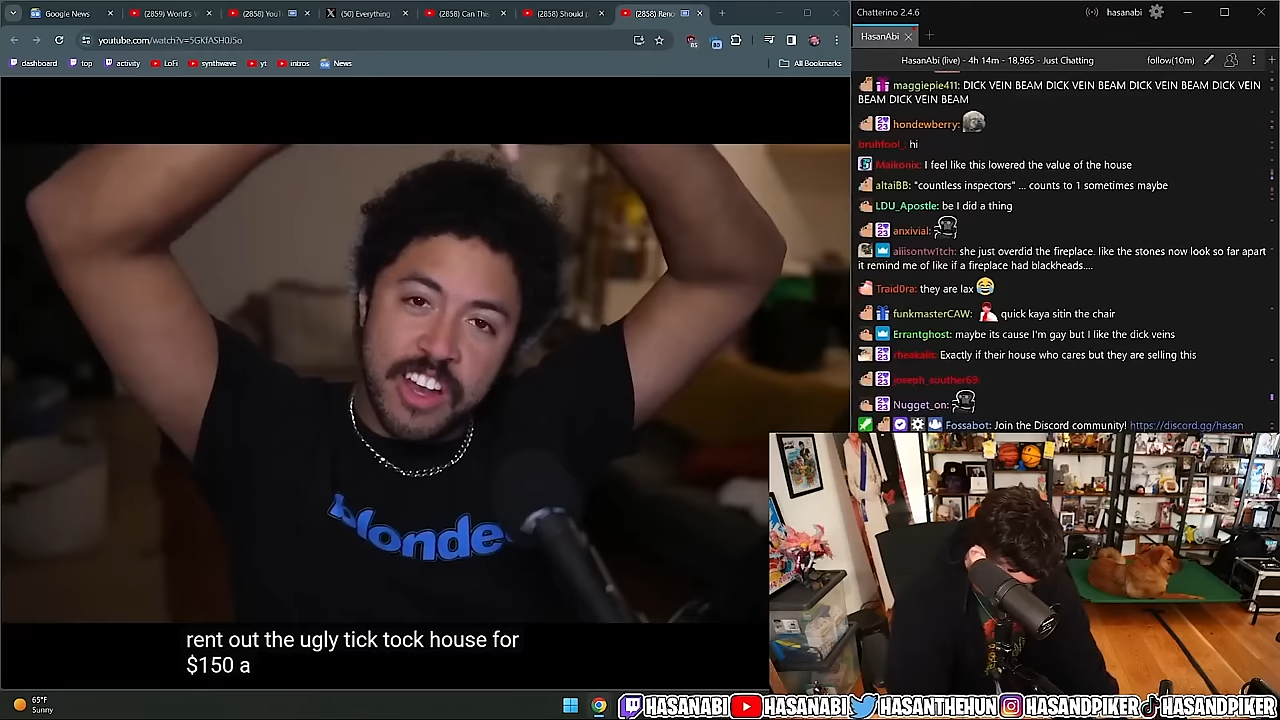 Google News
(2859) World's
(2858) You
(50) Everything
(2858) Can The
(2858) Should p
(2858) Reno
youtube.com/watch?v=5GKfASH0JSo
dashboard
top
activity
LoFi
synthwave
yt
intros
News
All Bookmarks
blonde
rent out the ugly tick tock house for
$150 a
Chatterino 2.4.6
hasanabi
HasanAbi
HasanAbi (live) - 4h 14m - 18,965 - Just Chatting
follow(10m)
maggiepie411: DICK VEIN BEAM DICK VEIN BEAM DICK VEIN BEAM DICK VEIN
BEAM DICK VEIN BEAM
hondewberry:
bruhfool_: hi
Maikonix: I feel like this lowered the value of the house
altaiBB: "countless inspectors" ... counts to 1 sometimes maybe
LDU_Apostle: be I did a thing
anxivial:
aliisontw1tch: she just overdid the fireplace. like the stones now look so far apart
it remind me of like if a fireplace had blackheads....
Traid0ra: they are lax
funkmasterCAW: quick kaya sitin the chair
Errantghost: maybe its cause I'm gay but I like the dick veins
rheakain: Exactly if their house who cares but they are selling this
joseph_souther69:
Nugget_on:
Fossabot: Join the Discord community! https://discord.gg/hasan
65°F
Sunny
HASANABI
HASANABI
HASANTHEHUN
HASANDPIKER
HASANDPIKER